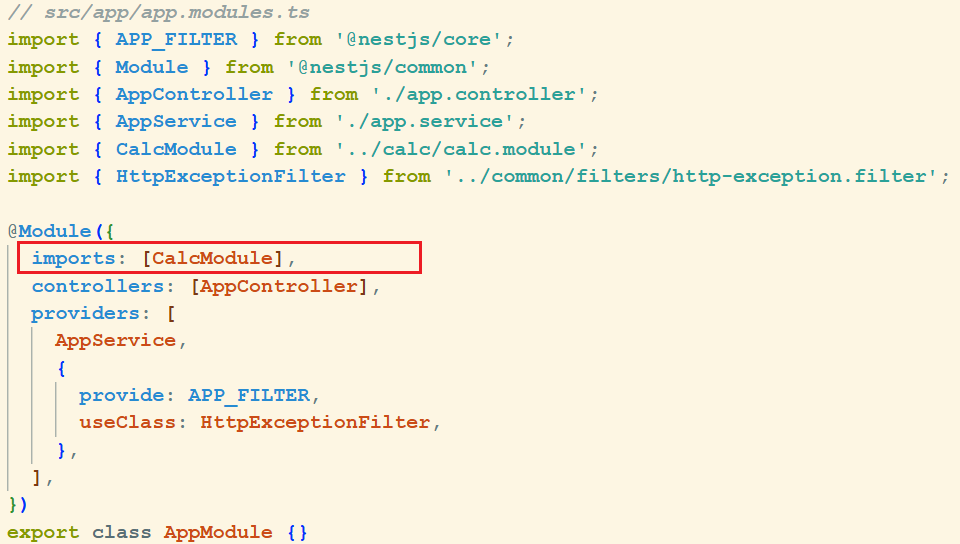 // src/app/app.modules.ts
import { APP_FILTER } from '@nestjs/core';
import { Module } from '@nestjs/common';
import { AppController } from './app.controller';
import { AppService } from './app.service';
import { CalcModule } from '../calc/calc.module';
import { HttpExceptionFilter } from '../common/filters/http-exception.filter';

@Module({
  imports: [CalcModule],
  controllers: [AppController],
  providers: [
    AppService,
    {
      provide: APP_FILTER,
      useClass: HttpExceptionFilter,
    },
  ],
})
export class AppModule {}